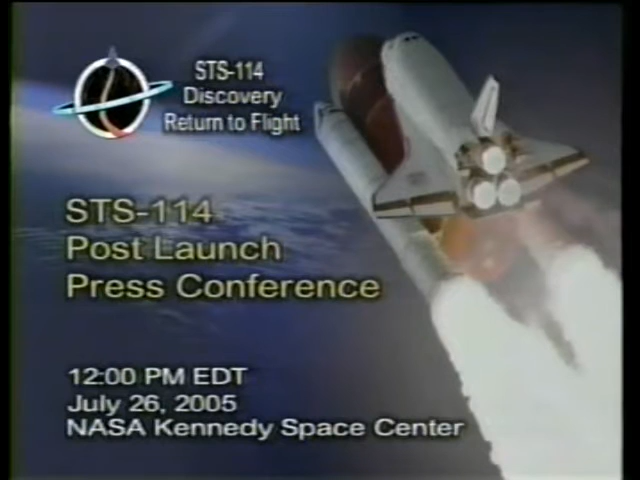 STS-114
Discovery
Return to Flight
STS-114
Post Launch
Press Conference
12:00 PM EDT
July 26, 2005
NASA Kennedy Space Center